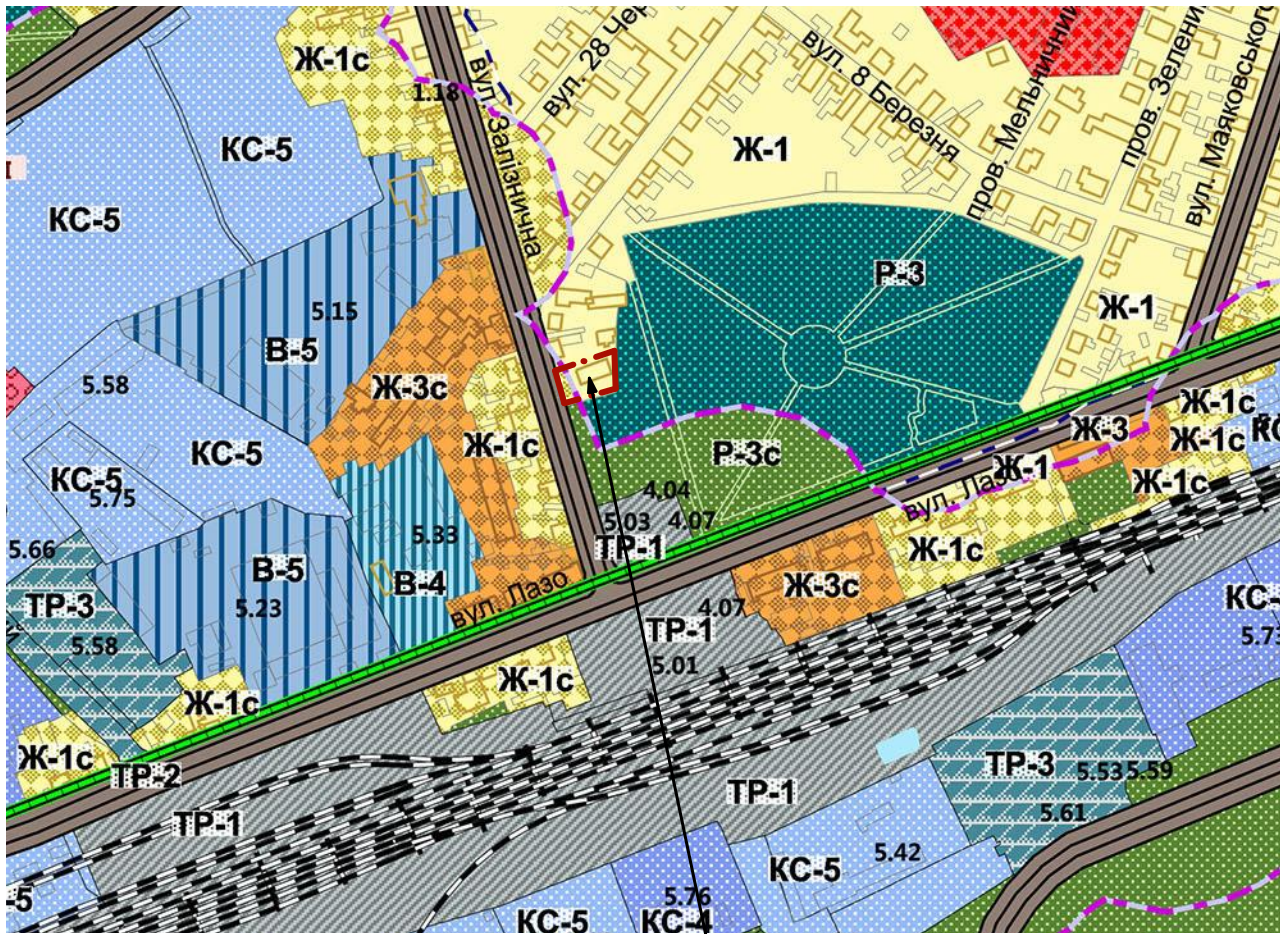 Ж-1с
вул. Залізнична
1.18
вул. 28 Чер
вул. 8 Березня
пров. Мельничний
пров. Зелени
вул. Маяковського
КС-5
Ж-1
КС-5
Р-3
5.15
Ж-1
В-5
5.58
Ж-3с
Ж-1с
Ж-1с
Ж-3
Ж-1с
КС-5
Р-3с
Ж-1
КС-5
5.75
4.04
вул. Лазо
Ж-1с
5.03
4.07
5.33
ТР-1
5.66
Ж-1с
В-5
В-4
вул. Лазо
Ж-3с
ТР-3
5.23
4.07
КС-
ТР-1
5.58
5.01
5.7
Ж-1с
Ж-1с
Ж-1с
ТР-2
ТР-3
5.53
5.59
ТР-1
5.61
ТР-1
5.42
КС-5
-5
5.76
КС-5
КС-4